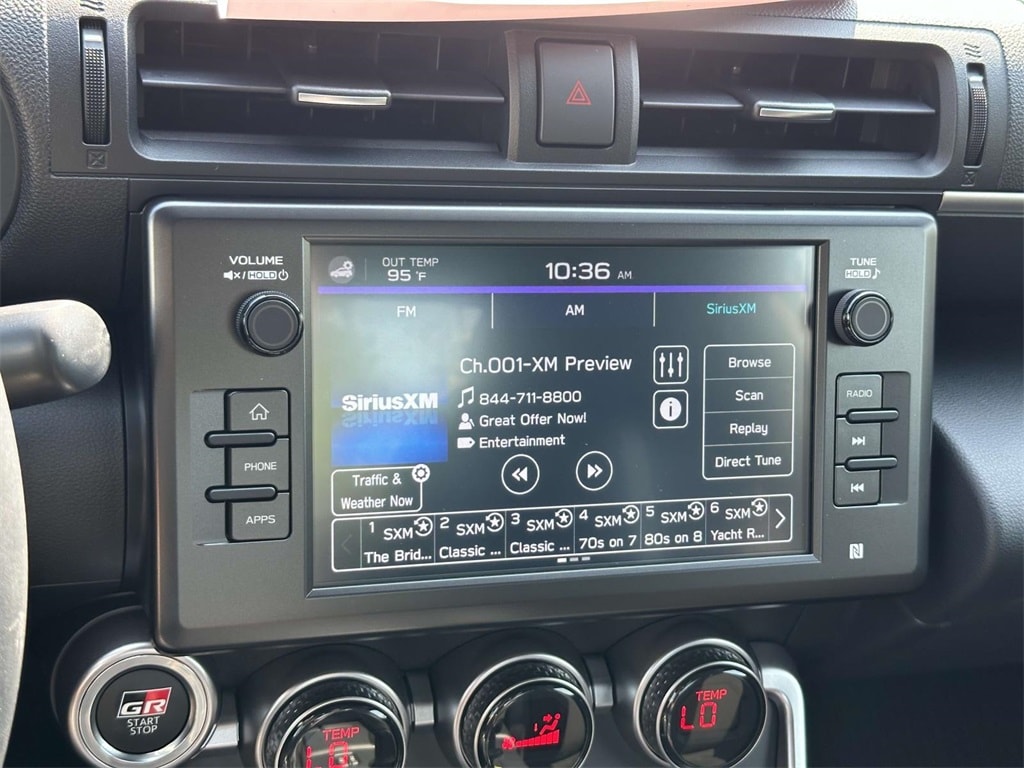 VOLUME
HOLD
OUT TEMP
95 °F
10:36 AM
TUNE
HOLD
FM
AM
SiriusXM
Ch.001-XM Preview
SiriusXM
844-711-8800
Great Offer Now!
Entertainment
Browse
Scan
Replay
Direct Tune
Traffic &
Weather Now
1 SXM
The Brid...
2 SXM
Classic ...
3 SXM
Classic ...
4 SXM
70s on 7
5 SXM
80s on 8
6 SXM
Yacht R...
PHONE
APPS
RADIO
GR
START
STOP
TEMP
LO
TEMP
LO